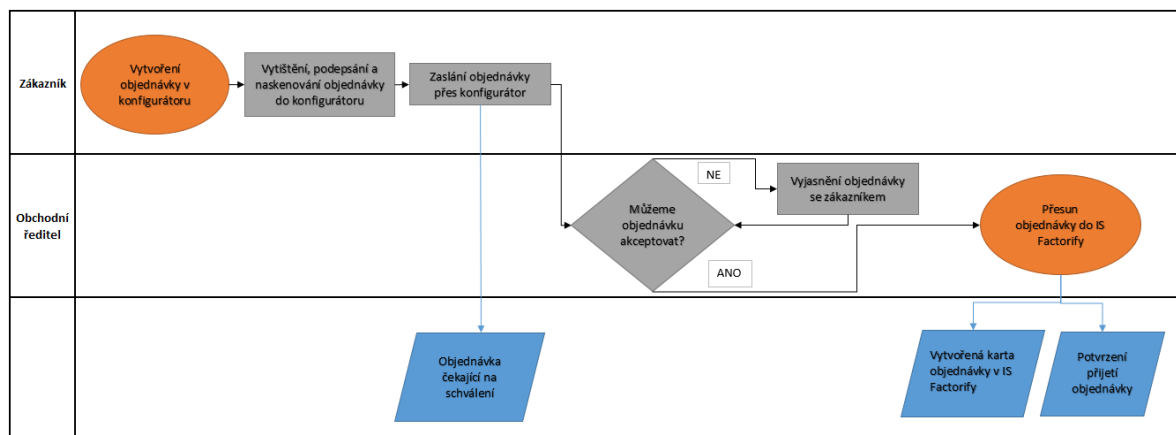 Zákazník
Vytvoření
objednávky v
konfigurátoru
Vytištění, podepsání a
naskenování objednávky
do konfigurátoru
Zaslání objednávky
přes konfigurátor
Obchodní
ředitel
Můžeme
objednávku
akceptovat?
NE
Vyjasnění objednávky
se zákazníkem
ANO
Přesun
objednávky do IS
Factorify
Objednávka
čekající na
schválení
Vytvořená karta
objednávky v IS
Factorify
Potvrzení
přijetí
objednávky